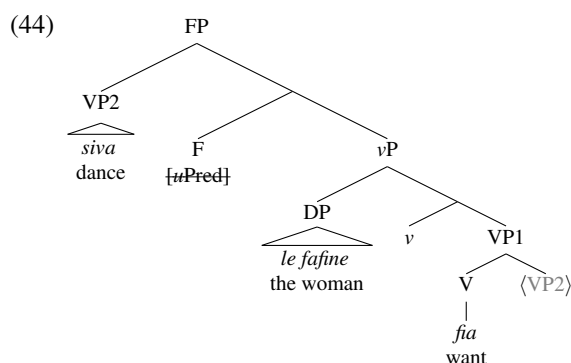 (44)
FP
VP2
siva
dance
F
[uPred]
vP
DP
le fafine
the woman
v
VP1
V
⟨VP2⟩
fia
want